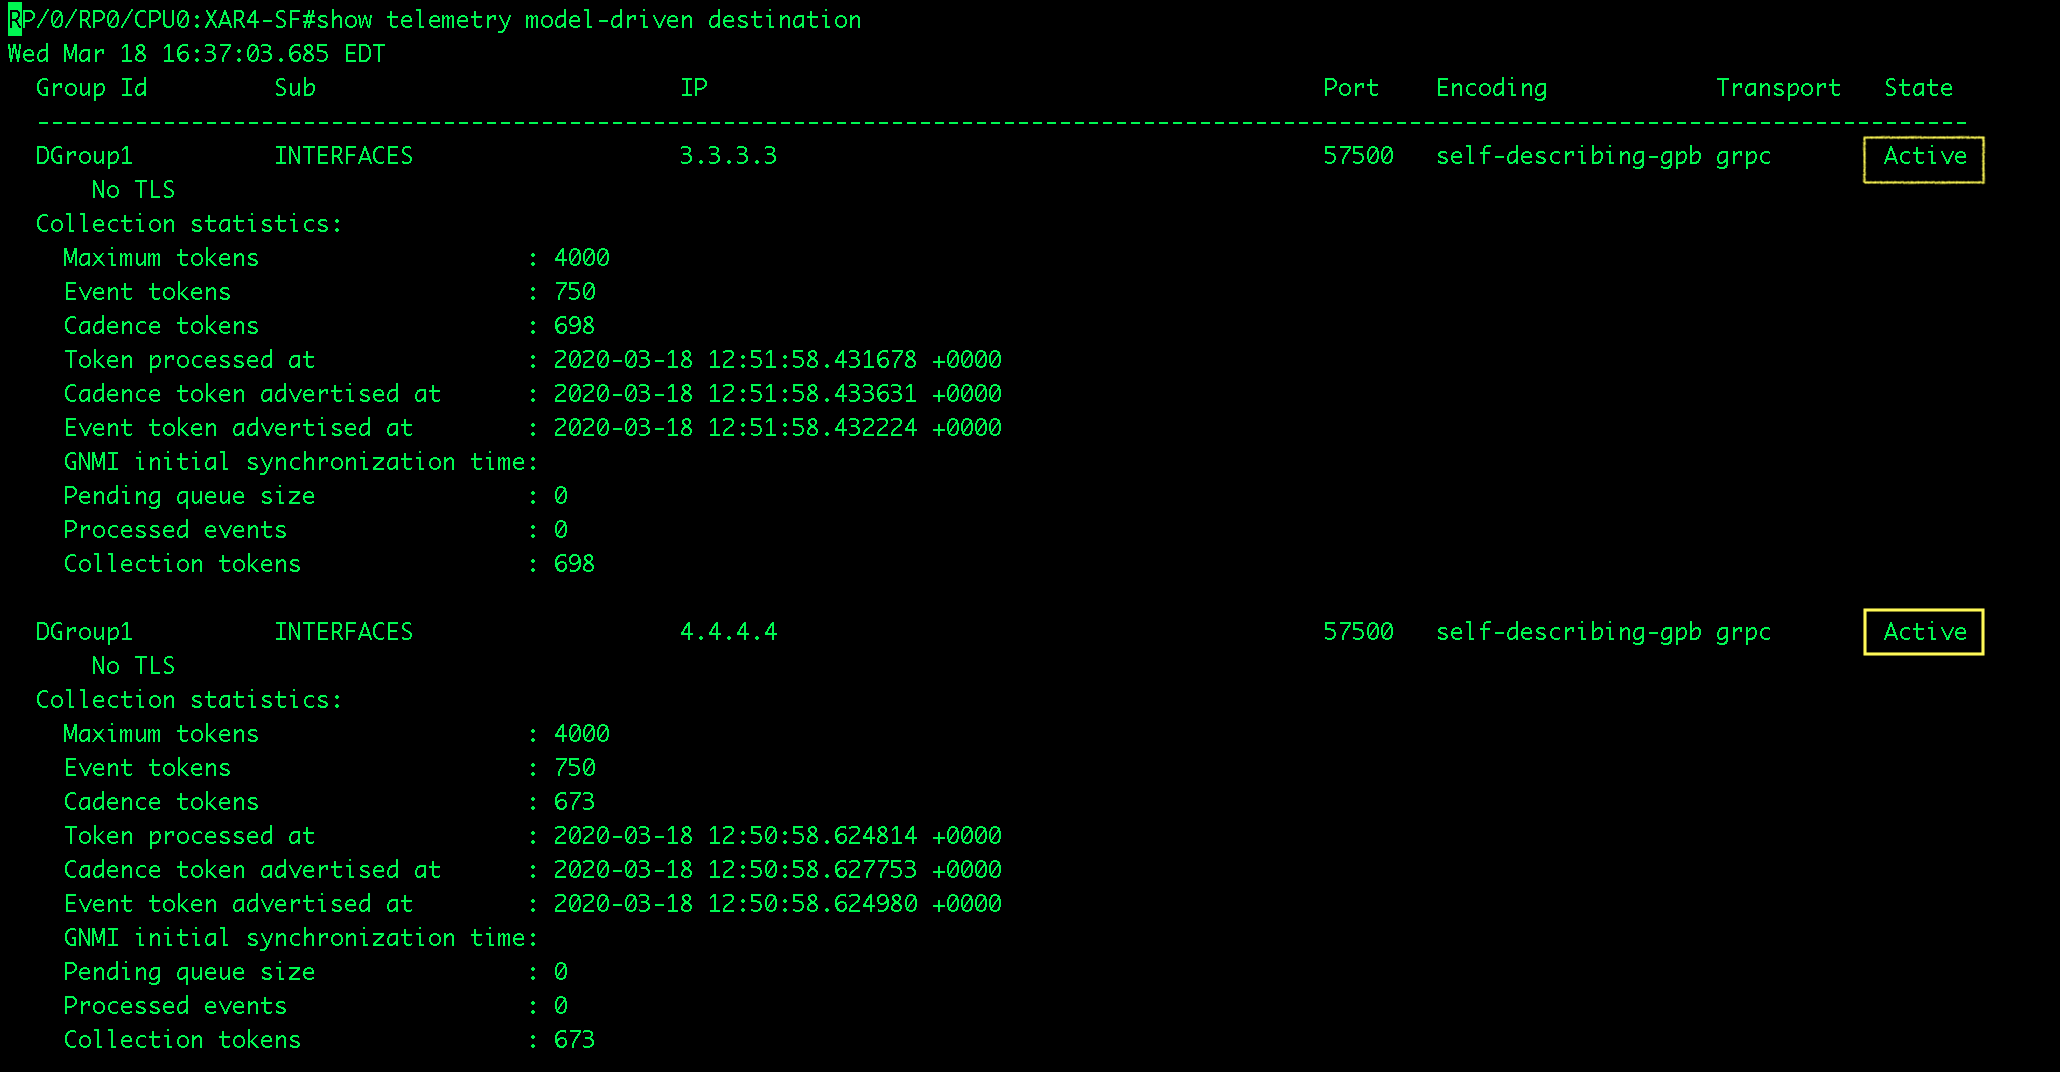 RP/0/RP0/CPU0:XAR4-SF#show telemetry model-driven destination
Wed Mar 18 16:37:03.685 EDT
Group Id Sub IP Port Encoding Transport State
------------------------------------------------------------------------------------------------------------------------------------------
DGroup1 INTERFACES 3.3.3.3 57500 self-describing-gpb grpc Active
No TLS
Collection statistics:
Maximum tokens : 4000
Event tokens : 750
Cadence tokens : 698
Token processed at : 2020-03-18 12:51:58.431678 +0000
Cadence token advertised at : 2020-03-18 12:51:58.433631 +0000
Event token advertised at : 2020-03-18 12:51:58.432224 +0000
GNMI initial synchronization time:
Pending queue size : 0
Processed events : 0
Collection tokens : 698
DGroup1 INTERFACES 4.4.4.4 57500 self-describing-gpb grpc Active
No TLS
Collection statistics:
Maximum tokens : 4000
Event tokens : 750
Cadence tokens : 673
Token processed at : 2020-03-18 12:50:58.624814 +0000
Cadence token advertised at : 2020-03-18 12:50:58.627753 +0000
Event token advertised at : 2020-03-18 12:50:58.624980 +0000
GNMI initial synchronization time:
Pending queue size : 0
Processed events : 0
Collection tokens : 673